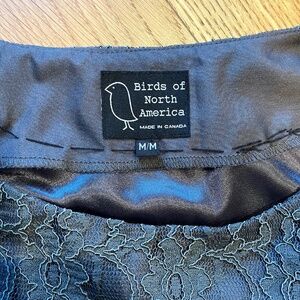 Birds of
North
America
MADE IN CANADA
M/M